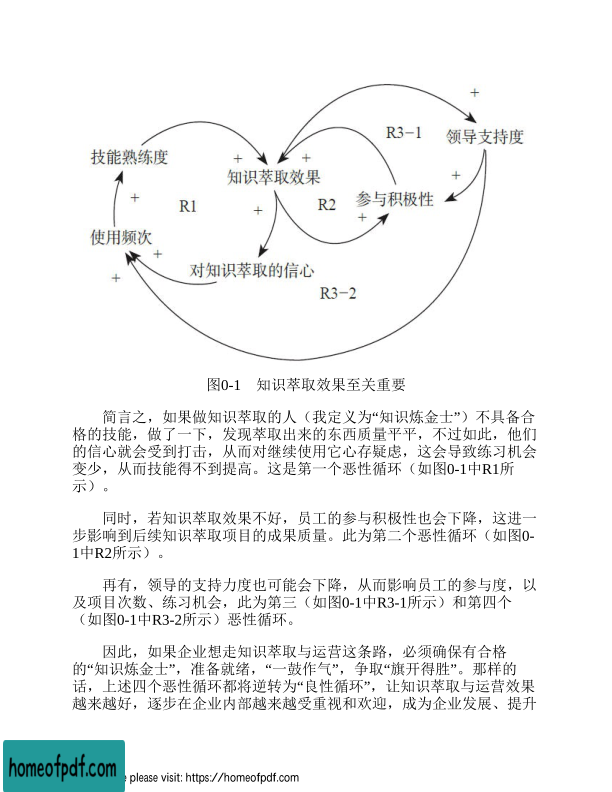 +
R3-1
领导支持度
技能熟练度
+
+
知识萃取效果
+
+
R1
+
R2
参与积极性
+
使用频次
+
对知识萃取的信心
+
R3-2
图0-1 知识萃取效果至关重要
简言之，如果做知识萃取的人（我定义为“知识炼金士”）不具备合
格的技能，做了一下，发现萃取出来的东西质量平平，不过如此，他们
的信心就会受到打击，从而对继续使用它心存疑虑，这会导致练习机会
变少，从而技能得不到提高。这是第一个恶性循环（如图0-1中R1所
示）。
同时，若知识萃取效果不好，员工的参与积极性也会下降，这进一
步影响到后续知识萃取项目的成果质量。此为第二个恶性循环（如图0-
1中R2所示）。
再有，领导的支持力度也可能会下降，从而影响员工的参与度，以
及项目次数、练习机会，此为第三（如图0-1中R3-1所示）和第四个
（如图0-1中R3-2所示）恶性循环。
因此，如果企业想走知识萃取与运营这条路，必须确保有合格
的“知识炼金士”，准备就绪，“一鼓作气”，争取“旗开得胜”。那样的
话，上述四个恶性循环都将逆转为“良性循环”，让知识萃取与运营效果
越来越好，逐步在企业内部越来越受重视和欢迎，成为企业发展、提升
homeofpdf.com
e please visit: https://homeofpdf.com